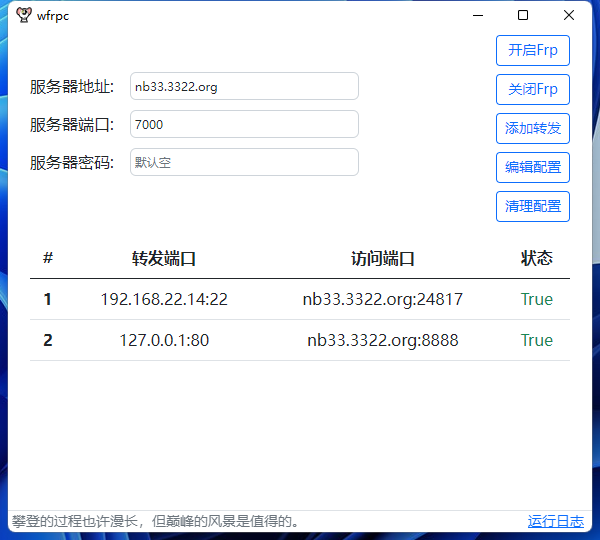 wfrpc
开启Frp
服务器地址: nb33.3322.org
关闭Frp
服务器端口: 7000
添加转发
服务器密码: 默认空
编辑配置
清理配置
# 转发端口 访问端口 状态
1 192.168.22.14:22 nb33.3322.org:24817 True
2 127.0.0.1:80 nb33.3322.org:8888 True
攀登的过程也许漫长，但巅峰的风景是值得的。 运行日志